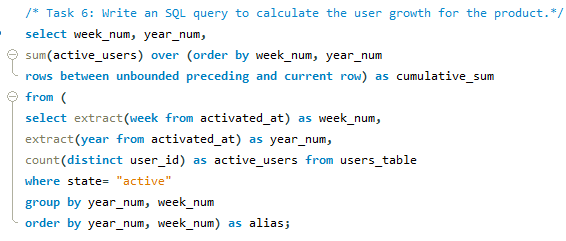 /* Task 6: Write an SQL query to calculate the user growth for the product.*/
select week_num, year_num,
sum(active_users) over (order by week_num, year_num
rows between unbounded preceding and current row) as cumulative_sum
from (
select extract(week from activated_at) as week_num,
extract(year from activated_at) as year_num,
count(distinct user_id) as active_users from users_table
where state= "active"
group by year_num, week_num
order by year_num, week_num) as alias;